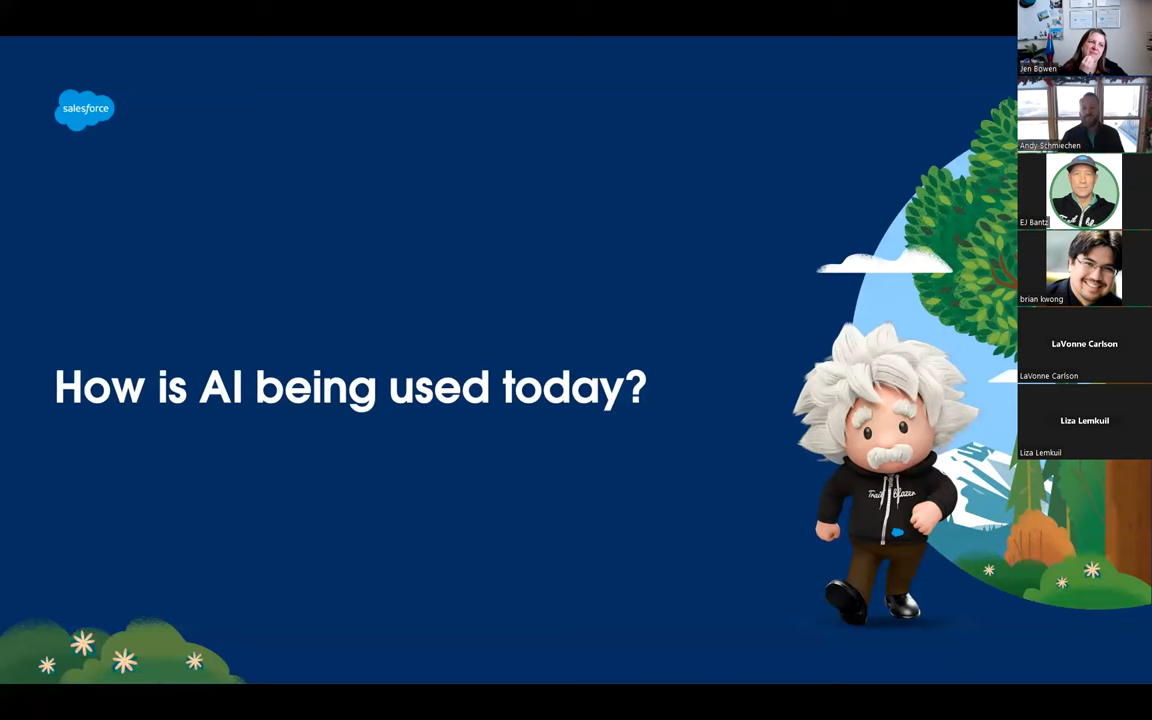 salesforce
How is AI being used today?
Trailblazer
Jen Bowen
Andy Schmiechen
EJ Bantz
brian kwong
LaVonne Carlson
LaVonne Carlson
Liza Lemkuil
Liza Lemkuil